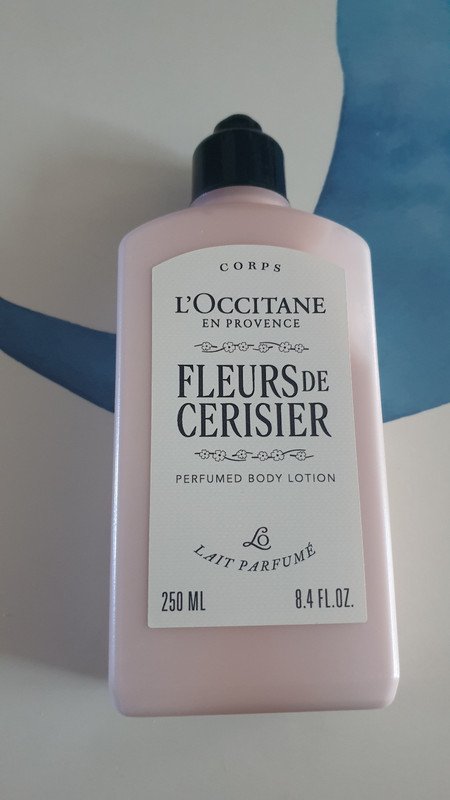 CORPS
L'OCCITANE
EN PROVENCE
FLEURS DE
CERISIER
PERFUMED BODY LOTION
LO
LAIT PARFUMÉ
250 ML 8.4 FL.OZ.